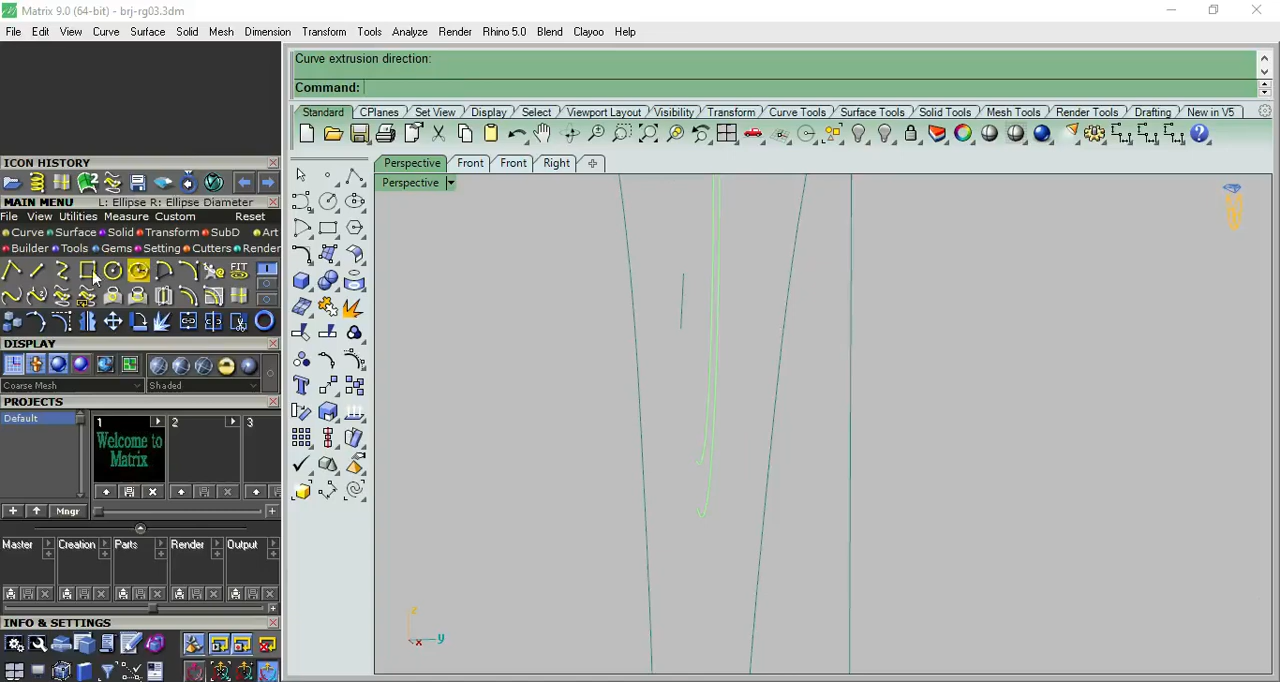 Matrix 9.0 (64-bit) - brj-rg03.3dm
File Edit View Curve Surface Solid Mesh Dimension Transform Tools Analyze Render Rhino 5.0 Blend Clayoo Help
Curve extrusion direction:
Command:
Standard CPlanes Set View Display Select Viewport Layout Visibility Transform Curve Tools Surface Tools Solid Tools Mesh Tools Render Tools Drafting New in V5
ICON HISTORY
MAIN MENU L: Ellipse R: Ellipse Diameter
File View Utilities Measure Custom Reset
Curve Surface Solid Transform SubD Art
Builder Tools Gems Setting Cutters Render
FIT
DISPLAY
Coarse Mesh Shaded
PROJECTS
Default
1 2 3
Welcome to
Matrix
Mngr
Master Creation Parts Render Output
INFO & SETTINGS
Perspective Front Front Right
Perspective
z
x y